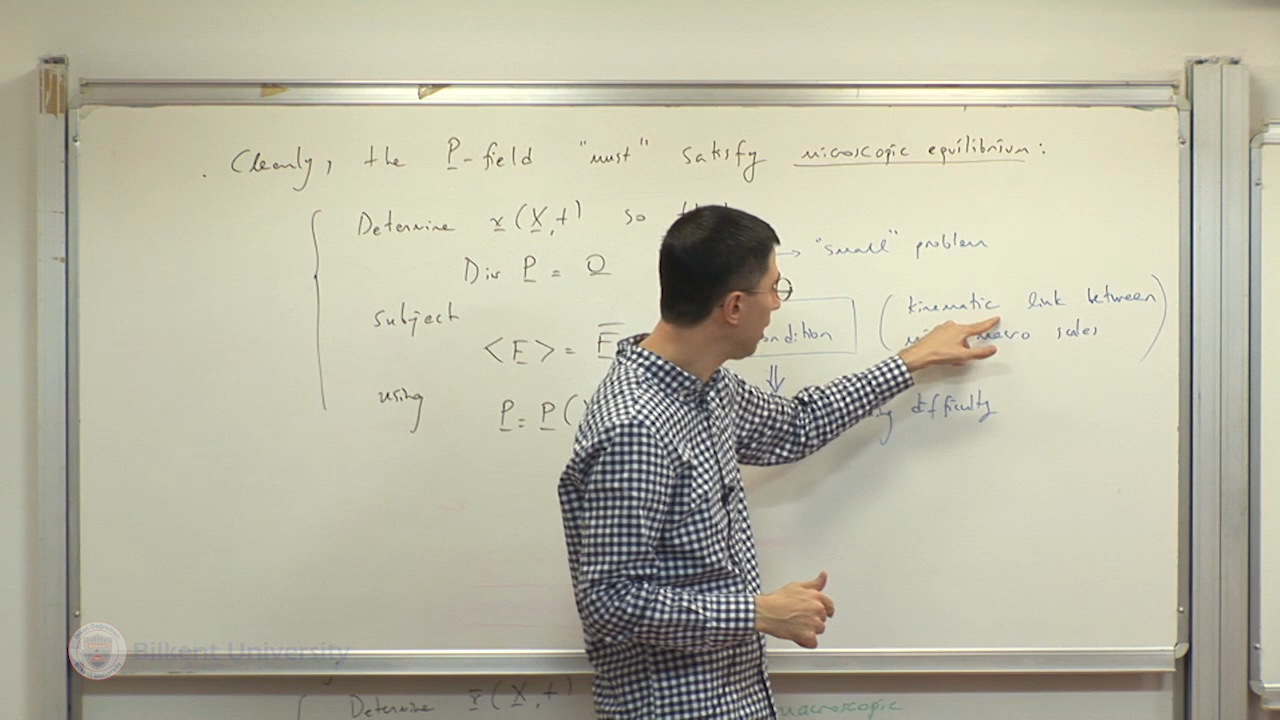 Clearly, the P-field "must" satisfy microscopic equilibrium:
Determine x(X,t) so
→ "small" problem
Div P = 0
subject
(kinematic link between
macro scales)
<F> = F̅
using
P = P(
⇓
difficulty
Bilkent University
Determine x(X,t)
macroscopic